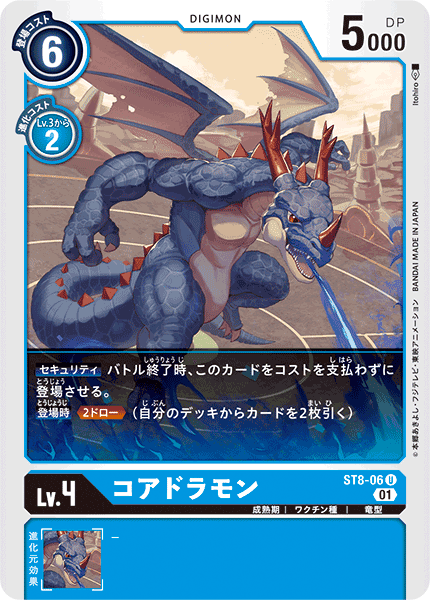 登場コスト
6
DIGIMON
DP
5000
進化コスト
Lv.3から
2
Itohiro
© 本郷あきよし・フジテレビ・東映アニメーション BANDAI MADE IN JAPAN
セキュリティ バトル終了時、このカードをコストを支払わずに
登場させる。
登場時 2ドロー (自分のデッキからカードを2枚引く)
ST8-06 U
Lv.4 コアドラモン 01
成熟期 | ワクチン種 | 竜型
進化元効果
–